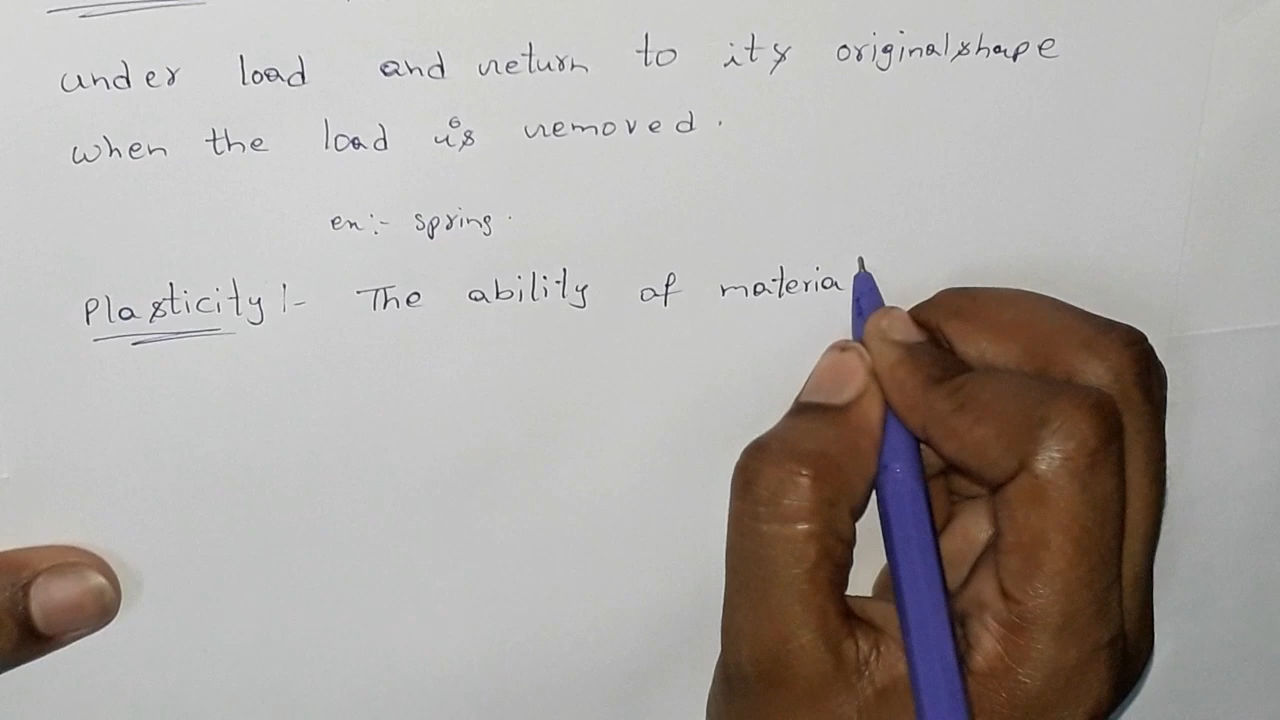 under load and return to its original shape
when the load is removed.
ex:- spring.
Plasticity :- The ability of materia